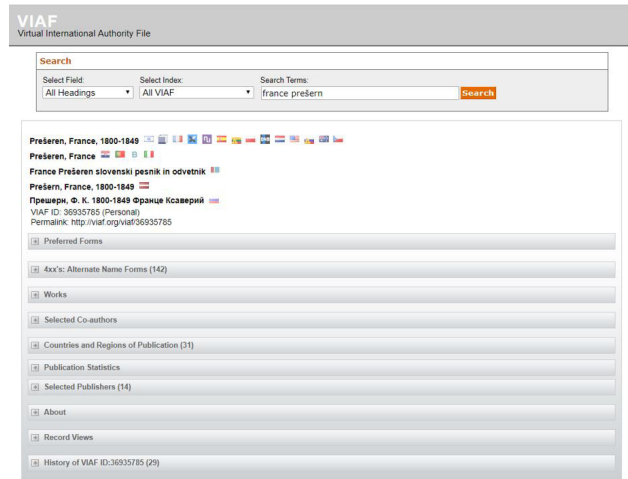 VIAF
Virtual International Authority File
Search
Select Field: Select Index: Search Terms:
All Headings All VIAF france prešern Search
Prešeren, France, 1800-1849
Prešeren, France
France Prešeren slovenski pesnik in odvetnik
Prešern, France, 1800-1849
Прешерн, Ф. К. 1800-1849 Франце Ксаверий
VIAF ID: 36935785 (Personal)
Permalink: http://viaf.org/viaf/36935785
Preferred Forms
4xx's: Alternate Name Forms (142)
Works
Selected Co-authors
Countries and Regions of Publication (31)
Publication Statistics
Selected Publishers (14)
About
Record Views
History of VIAF ID:36935785 (29)